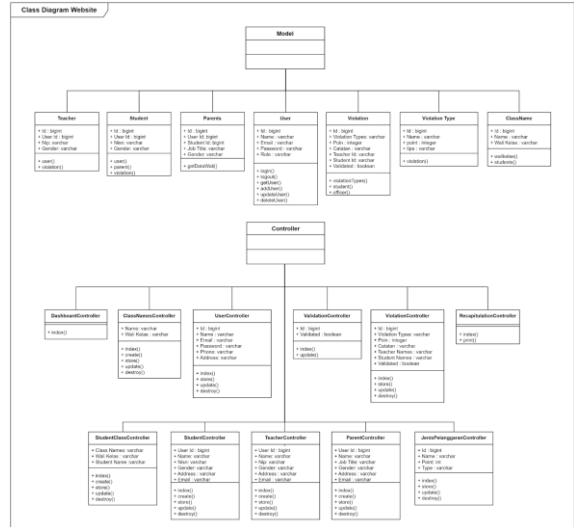 Class Diagram Website
Model
Teacher
+ Id : bigint
+ User Id : bigint
+ Nip: varchar
+ Gender: varchar
+ user()
+ violation()
Student
+ Id : bigint
+ User Id : bigint
+ Nisn: varchar
+ Gender: varchar
+ user()
+ parent()
+ violation()
Parents
+ Id : bigint
+ User Id: bigint
+ Student Id: bigint
+ Job Title: varchar
+ Gender: varchar
+ getDataWali()
User
+ Id : bigint
+ Name : varchar
+ Email : varchar
+ Password : varchar
+ Role : varchar
+ login()
+ logout()
+ getUser()
+ addUser()
+ updateUser()
+ deleteUser()
Violation
+ Id : bigint
+ Violation Types: varchar
+ Poin : integer
+ Catatan : varchar
+ Teacher Id: varchar
+ Student Id: varchar
+ Validated : boolean
+ violationTypes()
+ student()
+ officer()
Violation Type
+ Id : bigint
+ Name : varchar
+ point : integer
+ tipe : varchar
+ violation()
ClassName
+ Id : bigint
+ Name : varchar
+ Wali Kelas : varchar
+ walikelas()
+ students()
Controller
DashboardController
+ index()
ClassNamesController
+ Name: varchar
+ Wali Kelas: varchar
+ index()
+ create()
+ store()
+ update()
+ destroy()
UserController
+ Id : bigint
+ Name : varchar
+ Email : varchar
+ Password : varchar
+ Phone : varchar
+ Address : varchar
+ index()
+ store()
+ update()
+ destroy()
ValidationController
+ Id : bigint
+ Validated : boolean
+ index()
+ update()
ViolationController
+ Id : bigint
+ Violation Types: varchar
+ Poin : integer
+ Catatan : varchar
+ Teacher Names : varchar
+ Student Names : varchar
+ Validated : boolean
+ index()
+ store()
+ update()
+ destroy()
RecapitulationController
+ index()
+ print()
StudentClassController
+ Class Names: varchar
+ Wali Kelas : varchar
+ Student Name: varchar
+ index()
+ create()
+ store()
+ update()
+ destroy()
StudentController
+ User Id : bigint
+ Name : varchar
+ Nisn : varchar
+ Gender : varchar
+ Address : varchar
+ Email : varchar
+ index()
+ create()
+ store()
+ update()
+ destroy()
TeacherController
+ User Id : bigint
+ Name : varchar
+ Nip : varchar
+ Gender : varchar
+ Address : varchar
+ Email : varchar
+ index()
+ create()
+ store()
+ update()
+ destroy()
ParentController
+ User Id : bigint
+ Name : varchar
+ Job Title: varchar
+ Gender : varchar
+ Address : varchar
+ Email : varchar
+ index()
+ create()
+ store()
+ update()
+ destroy()
JenisPelanggaranController
+ Id : bigint
+ Name : varchar
+ Point : int
+ Type : varchar
+ index()
+ store()
+ update()
+ destroy()